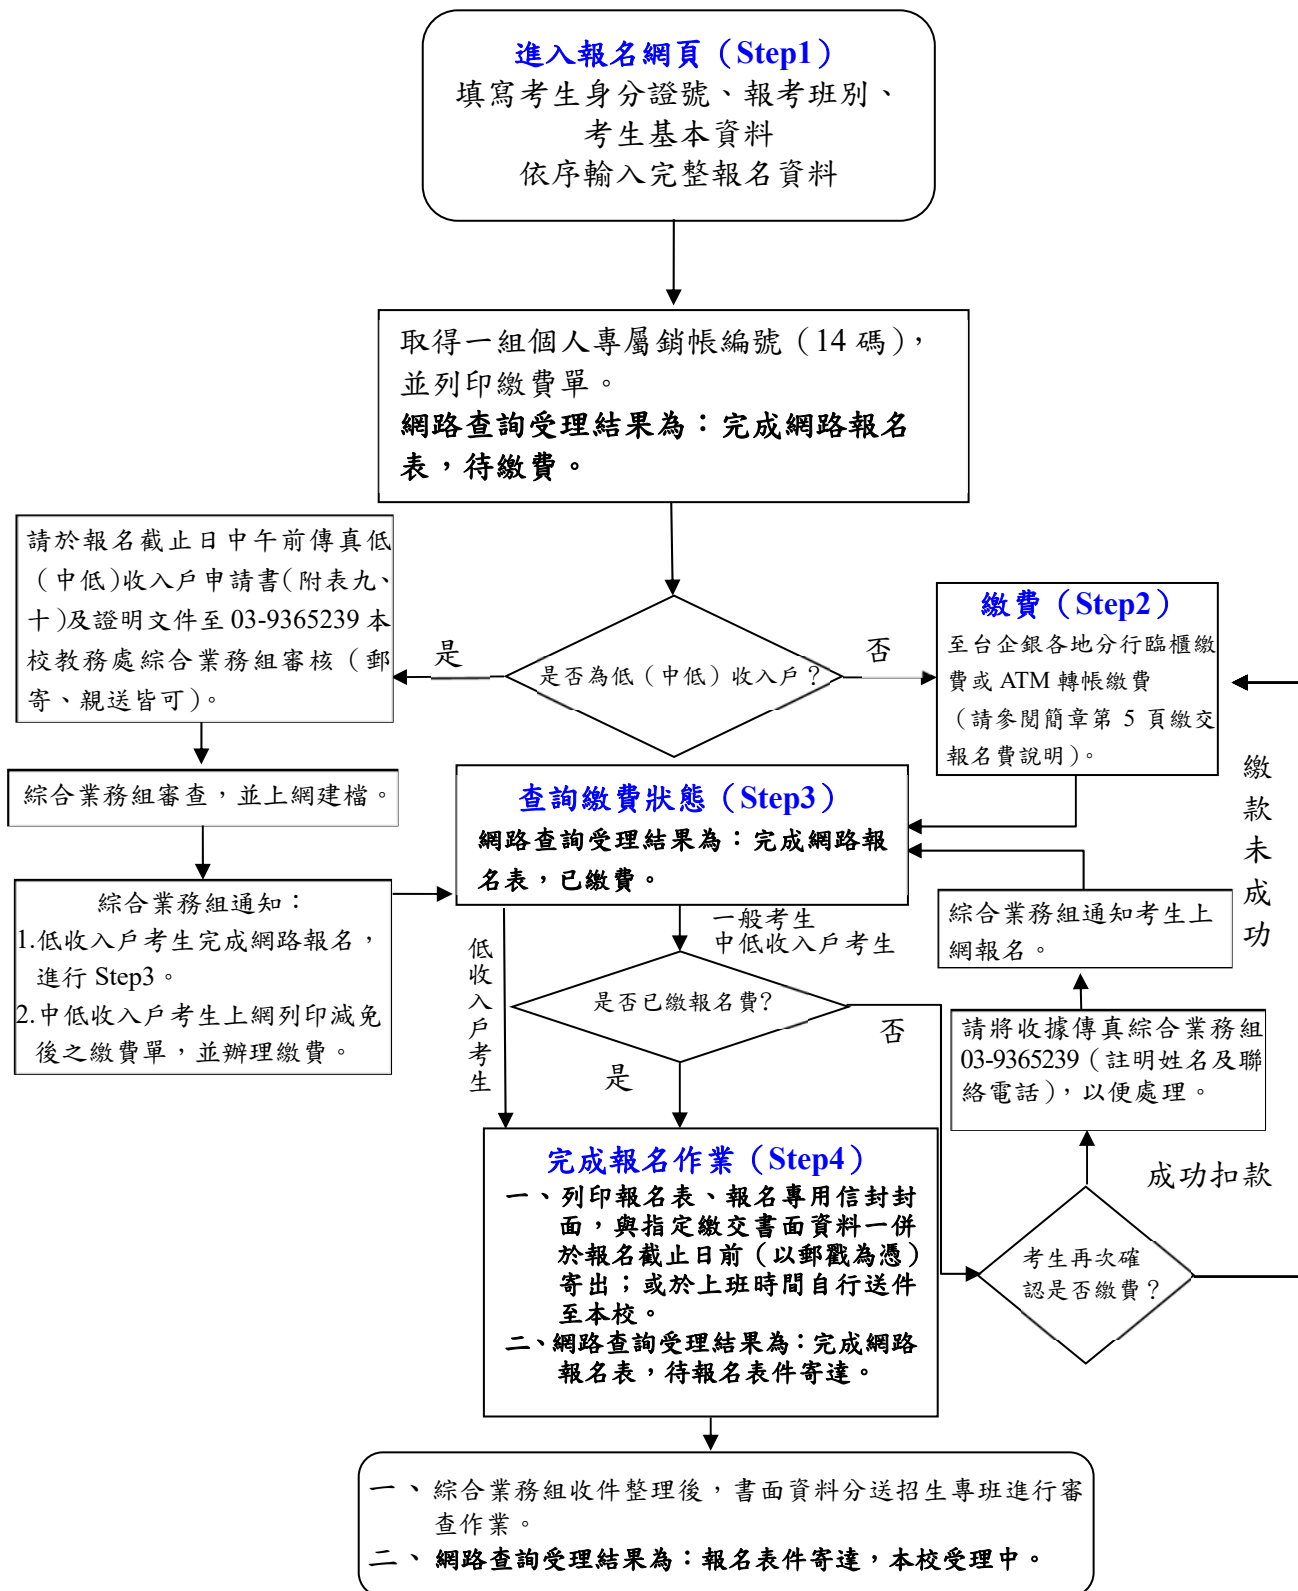 進入報名網頁（Step1）
填寫考生身分證號、報考班別、
考生基本資料
依序輸入完整報名資料
取得一組個人專屬銷帳編號（14 碼），
並列印繳費單。
網路查詢受理結果為：完成網路報名
表，待繳費。
請於報名截止日中午前傳真低
（中低）收入戶申請書（附表九、
十）及證明文件至 03-9365239 本
校教務處綜合業務組審核（郵
寄、親送皆可）。
是
是否為低（中低）收入戶？
否
繳費（Step2）
至台企銀各地分行臨櫃繳
費或 ATM 轉帳繳費
（請參閱簡章第 5 頁繳交
報名費說明）。
綜合業務組審查，並上網建檔。
查詢繳費狀態（Step3）
網路查詢受理結果為：完成網路報
名表，已繳費。
繳款未成功
綜合業務組通知：
1.低收入戶考生完成網路報名，
進行 Step3。
2.中低收入戶考生上網列印減免
後之繳費單，並辦理繳費。
低收入戶考生
一般考生
中低收入戶考生
綜合業務組通知考生上
網報名。
是否已繳報名費?
否
是
請將收據傳真綜合業務組
03-9365239（註明姓名及聯
絡電話），以便處理。
完成報名作業（Step4）
一、列印報名表、報名專用信封封
面，與指定繳交書面資料一併
於報名截止日前（以郵戳為憑）
寄出；或於上班時間自行送件
至本校。
二、網路查詢受理結果為：完成網路
報名表，待報名表件寄達。
成功扣款
考生再次確
認是否繳費？
一、綜合業務組收件整理後，書面資料分送招生專班進行審
查作業。
二、網路查詢受理結果為：報名表件寄達，本校受理中。